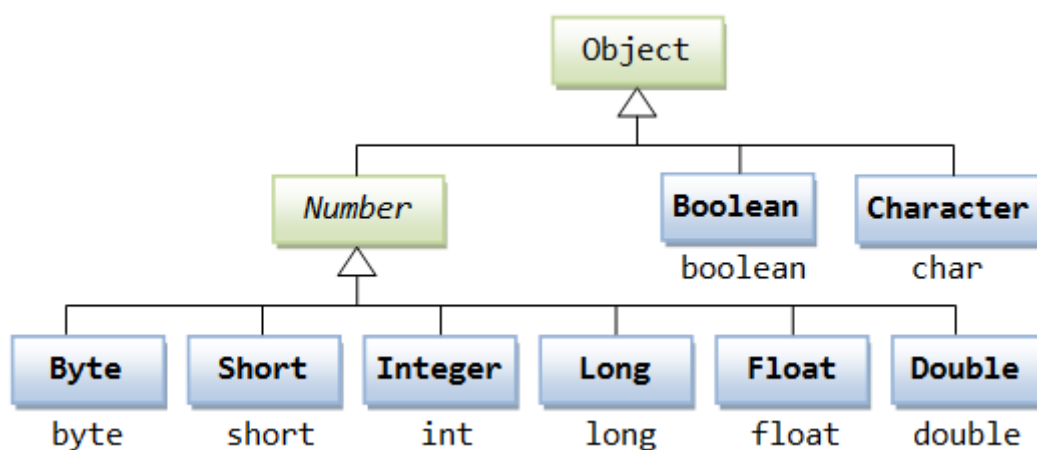 Object
Number
Boolean
Character
boolean
char
Byte
Short
Integer
Long
Float
Double
byte
short
int
long
float
double